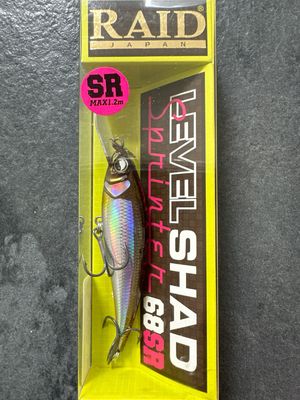 RAID
JAPAN
SR
MAX1.2m
LEVEL SHAD
Sprinter 68SR